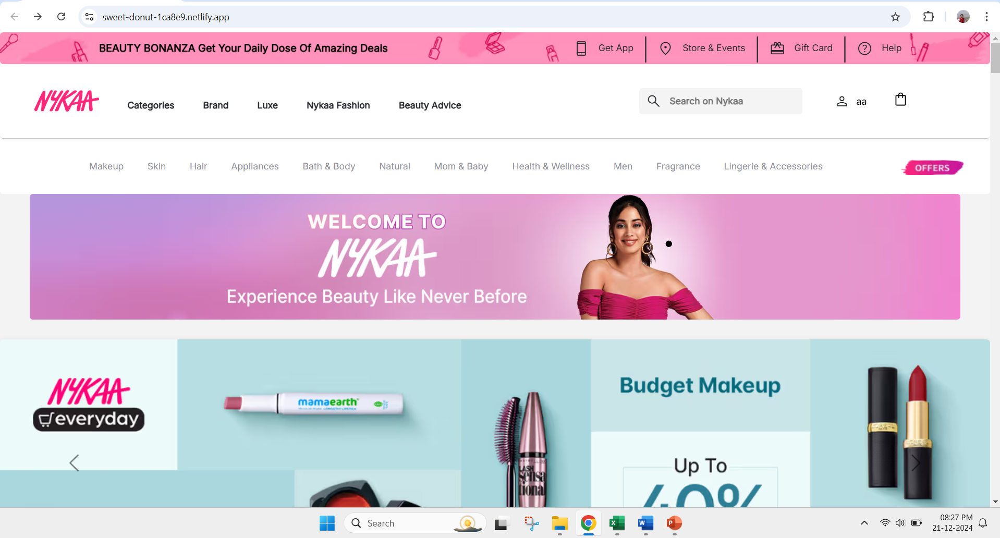 sweet-donut-1ca8e9.netlify.app
BEAUTY BONANZA Get Your Daily Dose Of Amazing Deals
Get App
Store & Events
Gift Card
Help
NYKAA
Categories
Brand
Luxe
Nykaa Fashion
Beauty Advice
Search on Nykaa
aa
Makeup
Skin
Hair
Appliances
Bath & Body
Natural
Mom & Baby
Health & Wellness
Men
Fragrance
Lingerie & Accessories
OFFERS
WELCOME TO
NYKAA
Experience Beauty Like Never Before
NYKAA
everyday
mamaearth
LONGSTAY LIPSTICK
LASH
sensa
tional
Budget Makeup
Up To
40%
Search
08:27 PM
21-12-2024